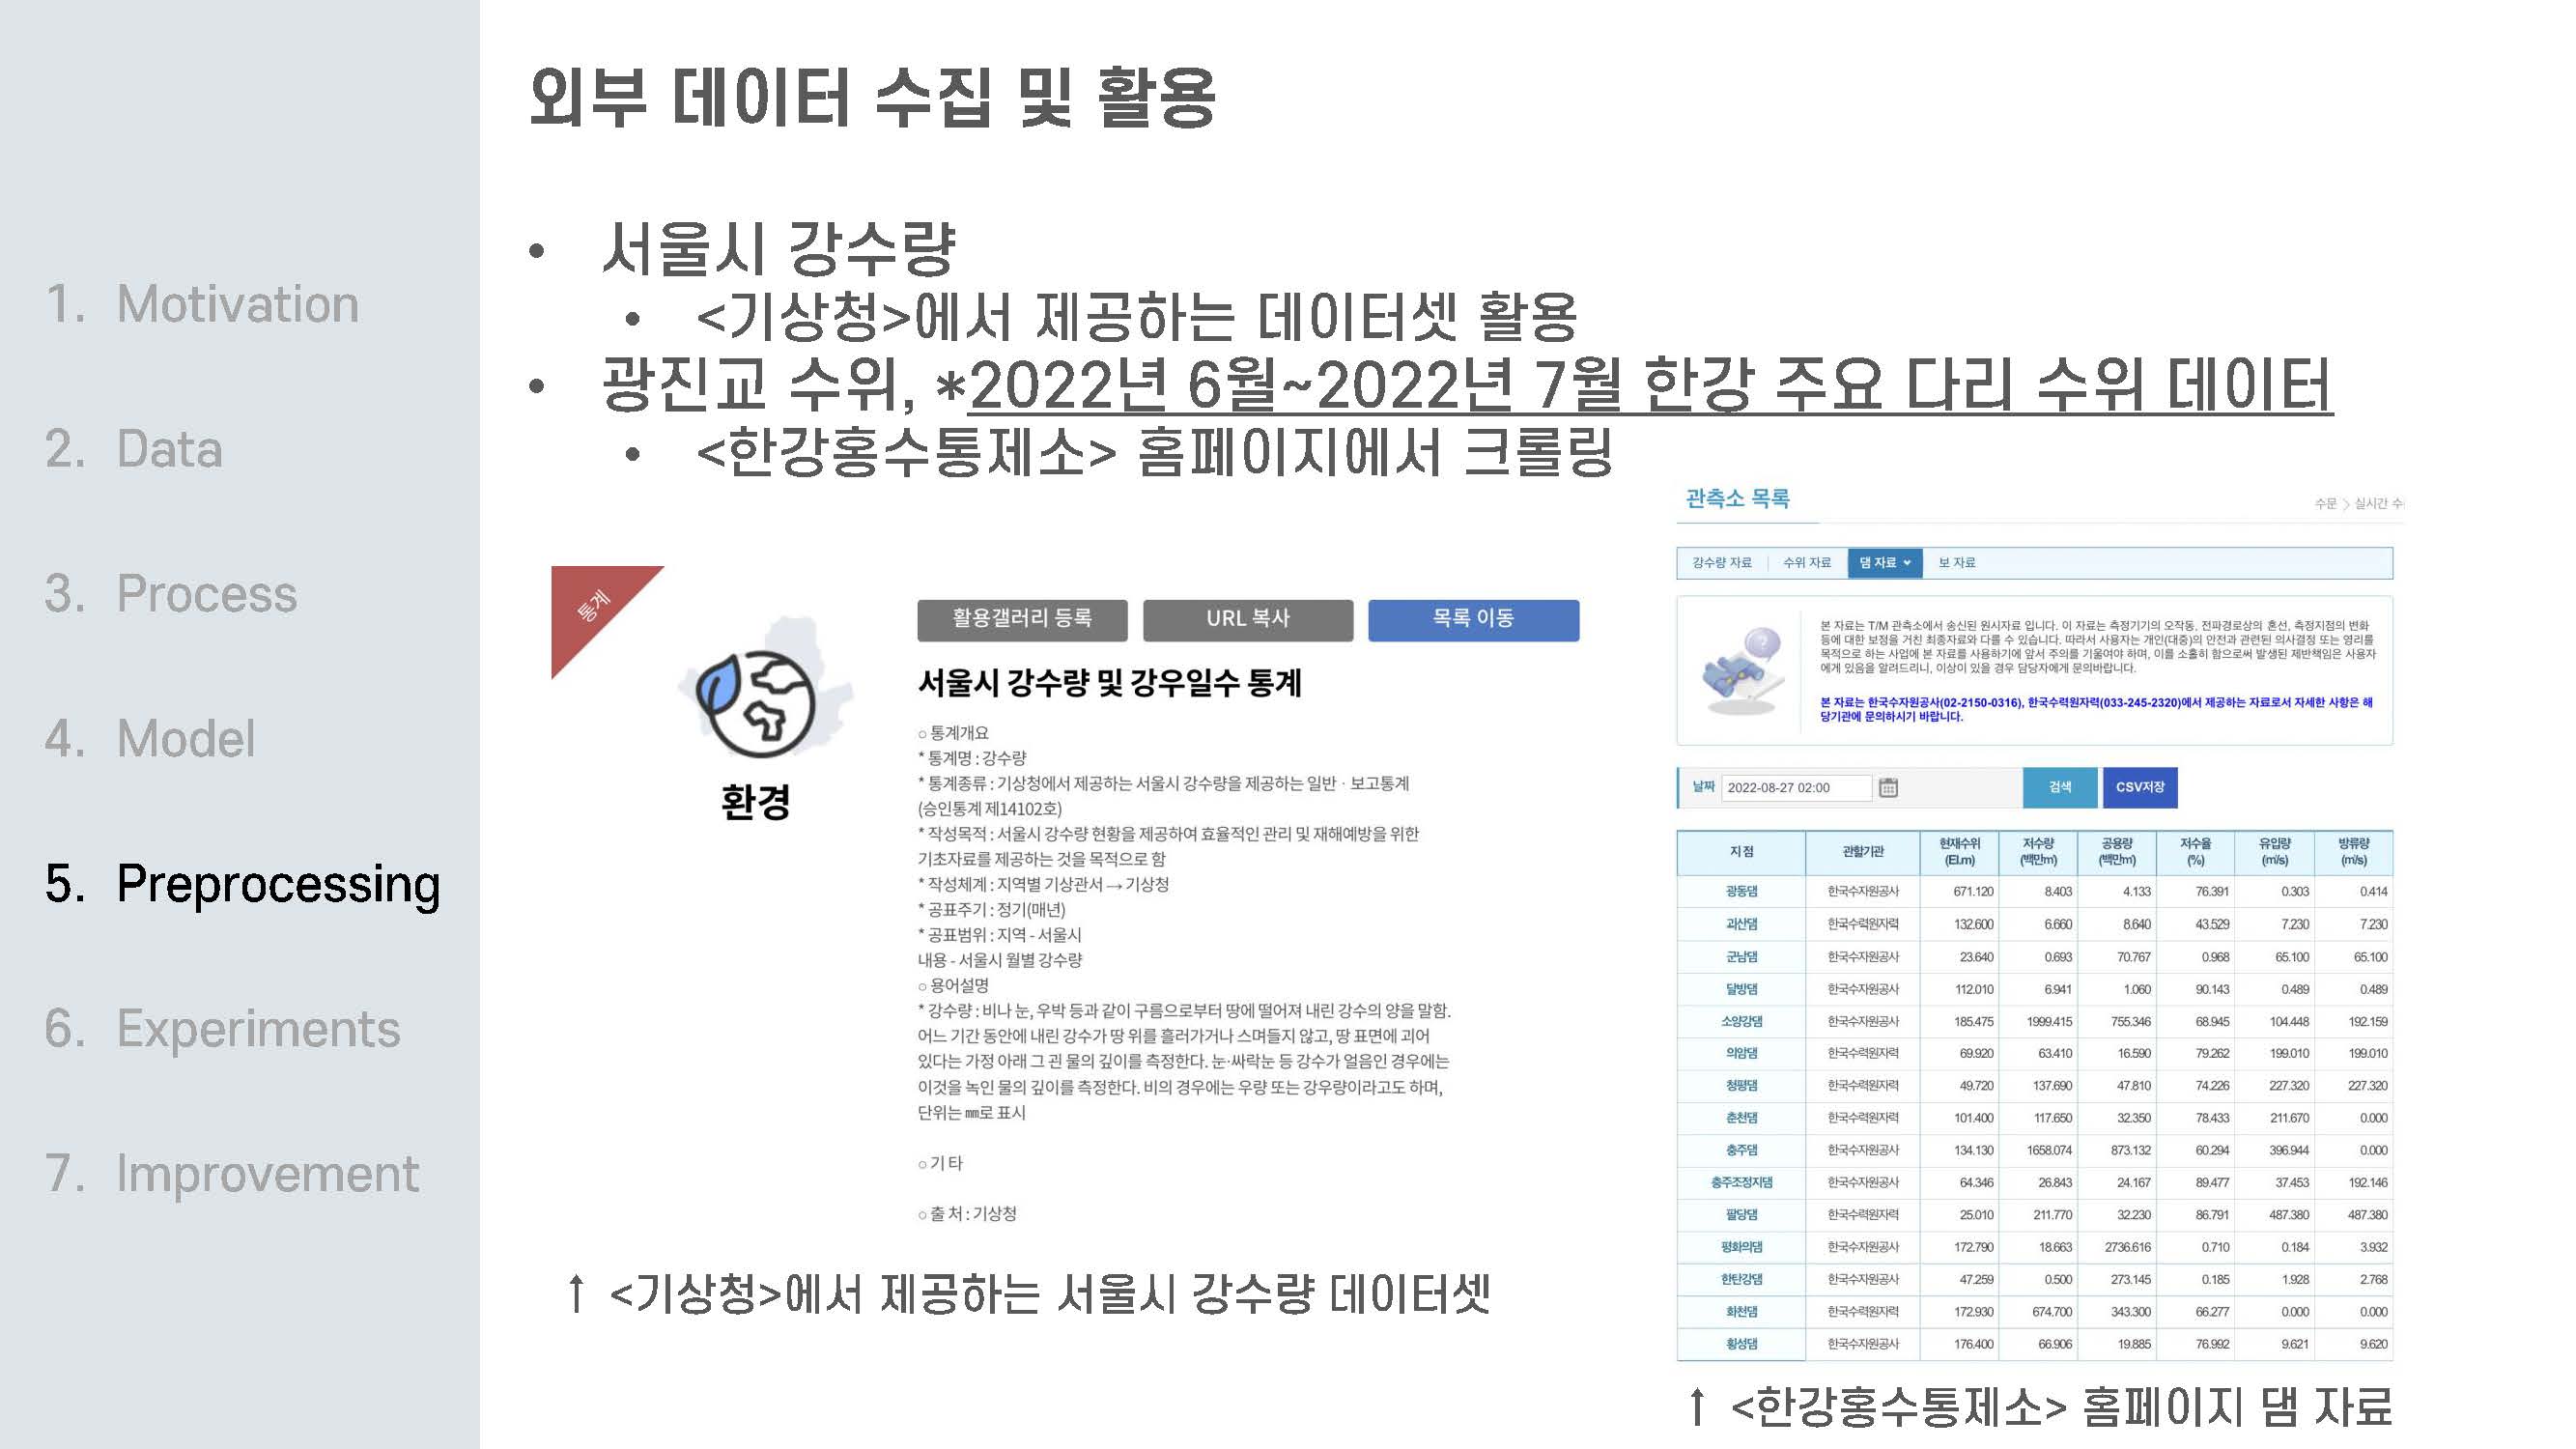 외부 데이터 수집 및 활용
1. Motivation
2. Data
3. Process
4. Model
5. Preprocessing
6. Experiments
7. Improvement
• 서울시 강수량
• <기상청>에서 제공하는 데이터셋 활용
• 광진교 수위, *2022년 6월~2022년 7월 한강 주요 다리 수위 데이터
• <한강홍수통제소> 홈페이지에서 크롤링
통계
환경
활용갤러리 등록 URL 복사 목록 이동
서울시 강수량 및 강우일수 통계
○ 통계개요
* 통계명 : 강수량
* 통계종류 : 기상청에서 제공하는 서울시 강수량을 제공하는 일반 · 보고통계
(승인통계 제14102호)
* 작성목적 : 서울시 강수량 현황을 제공하여 효율적인 관리 및 재해예방을 위한
기초자료를 제공하는 것을 목적으로 함
* 작성체계 : 지역별 기상관서 → 기상청
* 공표주기 : 정기(매년)
* 공표범위 : 지역 - 서울시
내용 - 서울시 월별 강수량
○ 용어설명
* 강수량 : 비나 눈, 우박 등과 같이 구름으로부터 땅에 떨어져 내린 강수의 양을 말함.
어느 기간 동안에 내린 강수가 땅 위를 흘러가거나 스며들지 않고, 땅 표면에 괴어
있다는 가정 아래 그 괸 물의 깊이를 측정한다. 눈·싸락눈 등 강수가 얼음인 경우에는
이것을 녹인 물의 깊이를 측정한다. 비의 경우에는 우량 또는 강우량이라고도 하며,
단위는 ㎜로 표시
○ 기 타
○ 출 처 : 기상청
↑ <기상청>에서 제공하는 서울시 강수량 데이터셋
관측소 목록
수문 > 실시간 수
강수량 자료 수위 자료 댐 자료 보 자료
본 자료는 T/M 관측소에서 송신된 원시자료 입니다. 이 자료는 측정기기의 오작동, 전파경로상의 혼선, 측정지점의 변화
등에 대한 보정을 거친 최종자료와 다를 수 있습니다. 따라서 사용자는 개인(대중)의 안전과 관련된 의사결정 또는 영리를
목적으로 하는 사업에 본 자료를 사용하기에 앞서 주의를 기울여야 하며, 이를 소홀히 함으로써 발생된 제반책임은 사용자
에게 있음을 알려드리니, 이상이 있을 경우 담당자에게 문의바랍니다.
본 자료는 한국수자원공사(02-2150-0316), 한국수력원자력(033-245-2320)에서 제공하는 자료로서 자세한 사항은 해
당기관에 문의하시기 바랍니다.
날짜 2022-08-27 02:00 검색 CSV저장
지 점 관할기관 현재수위 (El.m) 저수량 (백만m) 공용량 (백만m) 저수율 (%) 유입량 (m/s) 방류량 (m/s)
광동댐 한국수자원공사 671.120 8.403 4.133 76.391 0.303 0.414
괴산댐 한국수력원자력 132.600 6.660 8.640 43.529 7.230 7.230
군남댐 한국수자원공사 23.640 0.693 70.767 0.968 65.100 65.100
달방댐 한국수자원공사 112.010 6.941 1.060 90.143 0.489 0.489
소양강댐 한국수자원공사 185.475 1999.415 755.346 68.945 104.448 192.159
의암댐 한국수력원자력 69.920 63.410 16.590 79.262 199.010 199.010
청평댐 한국수력원자력 49.720 137.690 47.810 74.226 227.320 227.320
춘천댐 한국수력원자력 101.400 117.650 32.350 78.433 211.670 0.000
충주댐 한국수자원공사 134.130 1658.074 873.132 60.294 396.944 0.000
충주조정지댐 한국수자원공사 64.346 26.843 24.167 89.477 37.453 192.146
팔당댐 한국수력원자력 25.010 211.770 32.230 86.791 487.380 487.380
평화의댐 한국수자원공사 172.790 18.663 2736.616 0.710 0.184 3.932
한탄강댐 한국수자원공사 47.259 0.500 273.145 0.185 1.928 2.768
화천댐 한국수력원자력 172.930 674.700 343.300 66.277 0.000 0.000
횡성댐 한국수자원공사 176.400 66.906 19.885 76.992 9.621 9.620
↑ <한강홍수통제소> 홈페이지 댐 자료